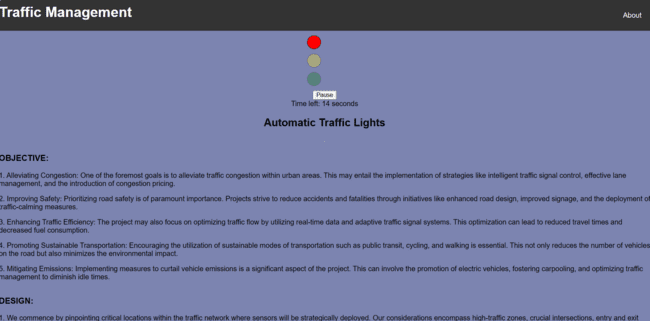 Traffic Management
About
Pause
Time left: 14 seconds
Automatic Traffic Lights
OBJECTIVE:
1. Alleviating Congestion: One of the foremost goals is to alleviate traffic congestion within urban areas. This may entail the implementation of strategies like intelligent traffic signal control, effective lane
management, and the introduction of congestion pricing.
2. Improving Safety: Prioritizing road safety is of paramount importance. Projects strive to reduce accidents and fatalities through initiatives like enhanced road design, improved signage, and the deployment of
traffic-calming measures.
3. Enhancing Traffic Efficiency: The project may also focus on optimizing traffic flow by utilizing real-time data and adaptive traffic signal systems. This optimization can lead to reduced travel times and
decreased fuel consumption.
4. Promoting Sustainable Transportation: Encouraging the utilization of sustainable modes of transportation such as public transit, cycling, and walking is essential. This not only reduces the number of vehicles
on the road but also minimizes the environmental impact.
5. Mitigating Emissions: Implementing measures to curtail vehicle emissions is a significant aspect of the project. This can involve the promotion of electric vehicles, fostering carpooling, and optimizing traffic
management to diminish idle times.
DESIGN:
1. We commence by pinpointing critical locations within the traffic network where sensors will be strategically deployed. Our considerations encompass high-traffic zones, crucial intersections, entry and exit